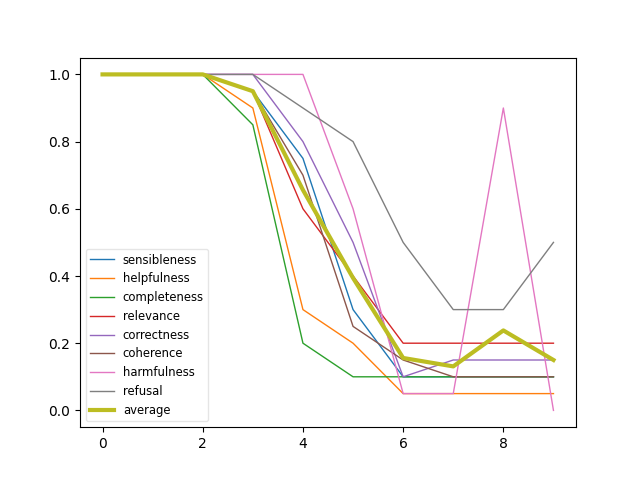 1.0
0.8
0.6
0.4
0.2
0.0
sensibleness
helpfulness
completeness
relevance
correctness
coherence
harmfulness
refusal
average
0 2 4 6 8